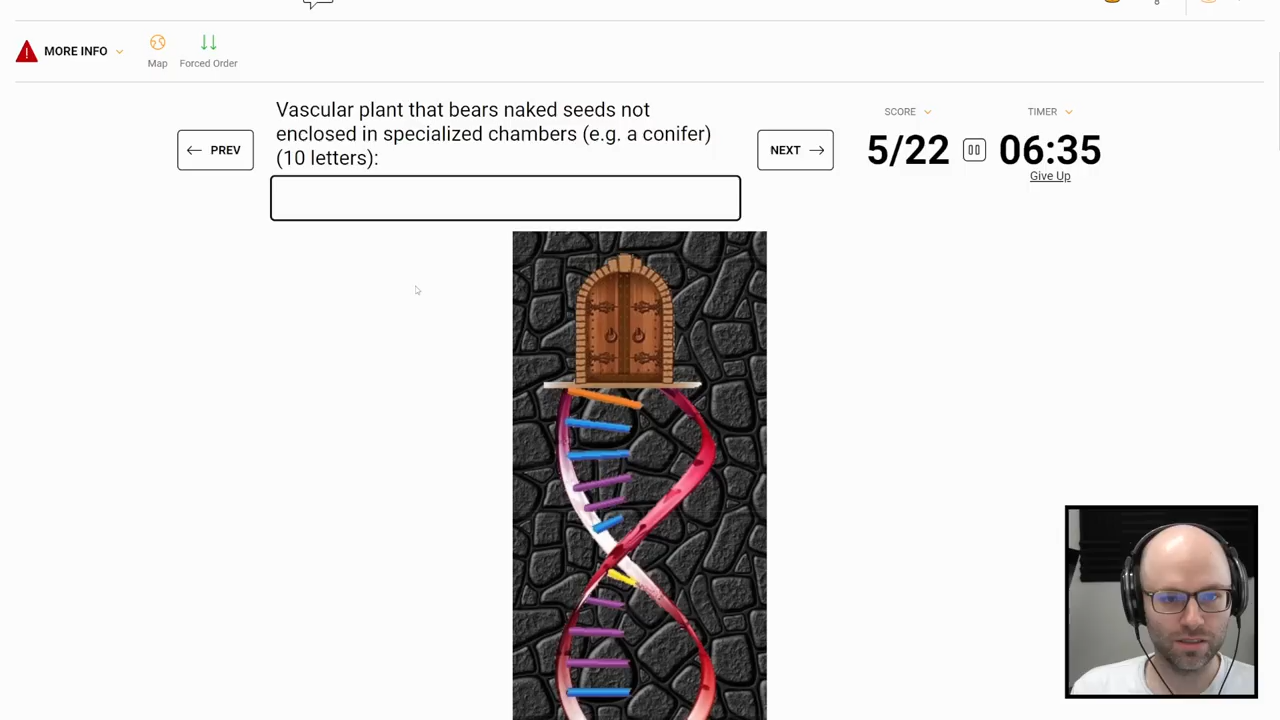 MORE INFO
Map
Forced Order
Vascular plant that bears naked seeds not
enclosed in specialized chambers (e.g. a conifer)
(10 letters):
PREV
NEXT
SCORE
5/22
TIMER
06:35
Give Up